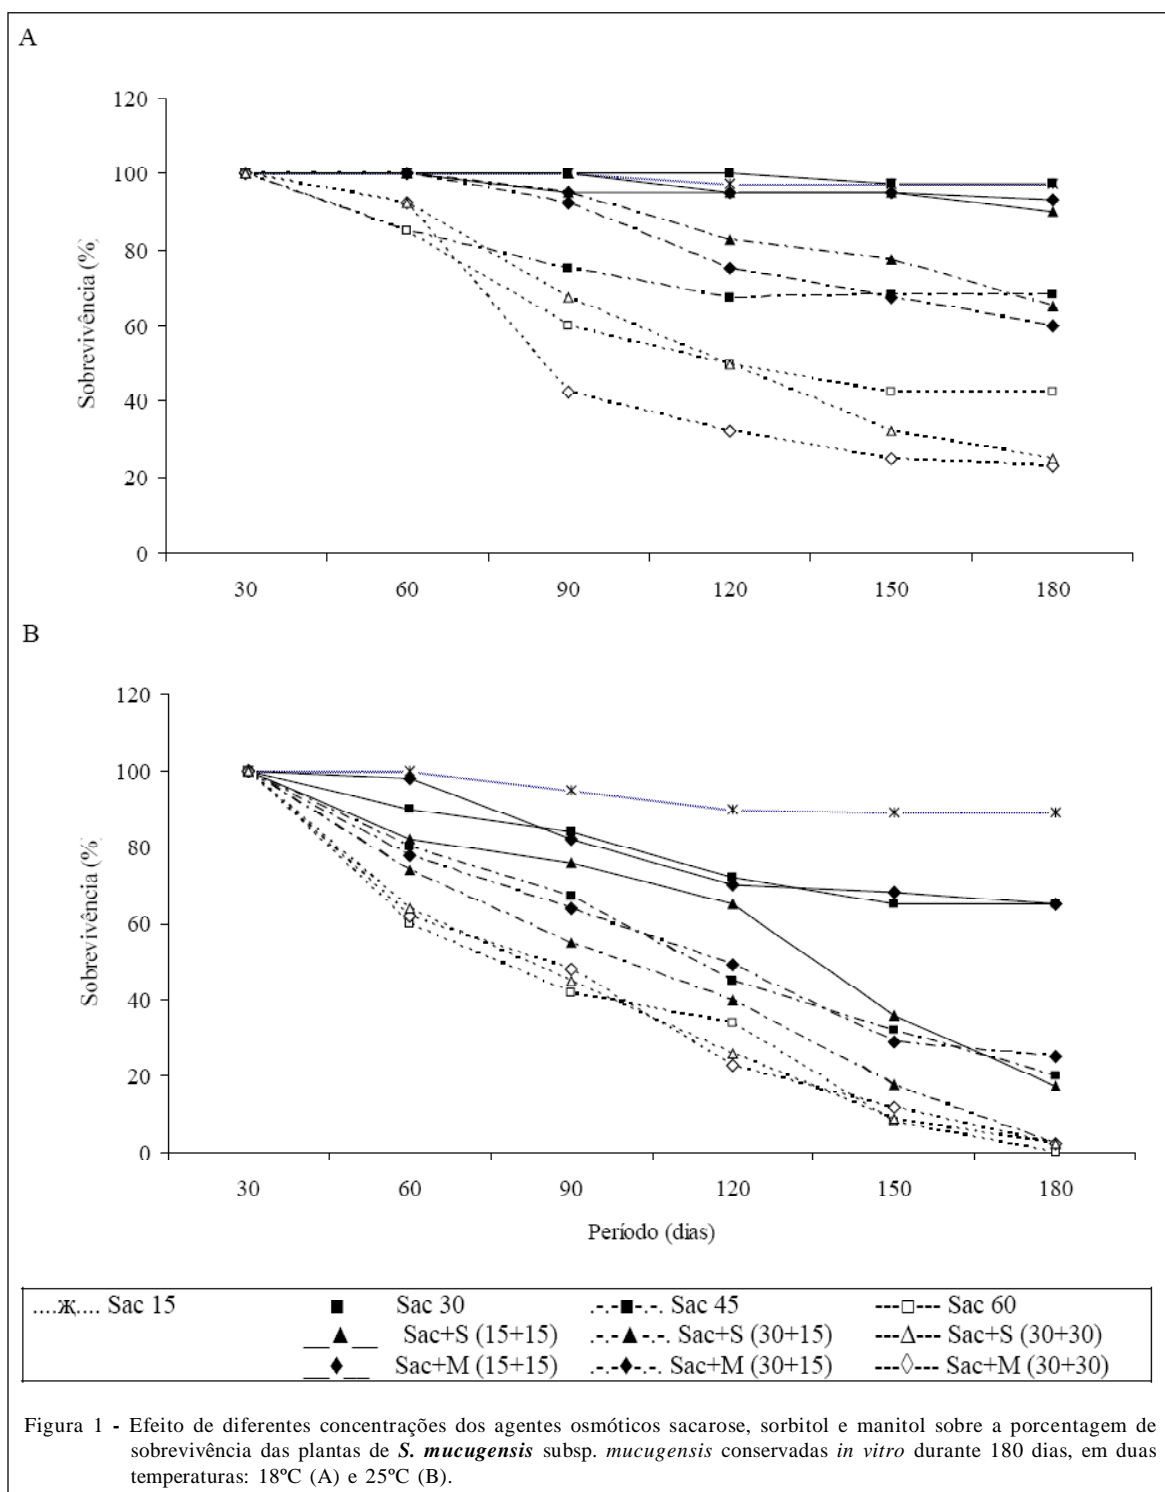 A
120
100
80
60
40
20
0
Sobrevivência (%)
30 60 90 120 150 180
B
120
100
80
60
40
20
0
Sobrevivência (%)
30 60 90 120 150 180
Período (dias)
....ж.... Sac 15 ■ Sac 30 .-.-■-.-. Sac 45 ---□--- Sac 60
__▲__ Sac+S (15+15) .-.-▲-.-. Sac+S (30+15) ---△--- Sac+S (30+30)
__◆__ Sac+M (15+15) .-.-◆-.-. Sac+M (30+15) ---◇--- Sac+M (30+30)
Figura 1 - Efeito de diferentes concentrações dos agentes osmóticos sacarose, sorbitol e manitol sobre a porcentagem de
sobrevivência das plantas de S. mucugensis subsp. mucugensis conservadas in vitro durante 180 dias, em duas
temperaturas: 18ºC (A) e 25ºC (B).